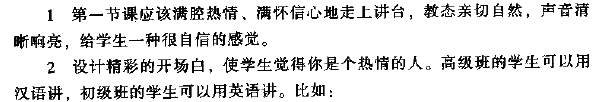 1 第一节课应该满腔热情、满怀信心地走上讲台，教态亲切自然，声音清
晰响亮，给学生一种很自信的感觉。
2 设计精彩的开场白，使学生觉得你是个热情的人。高级班的学生可以用
汉语讲，初级班的学生可以用英语讲。比如：